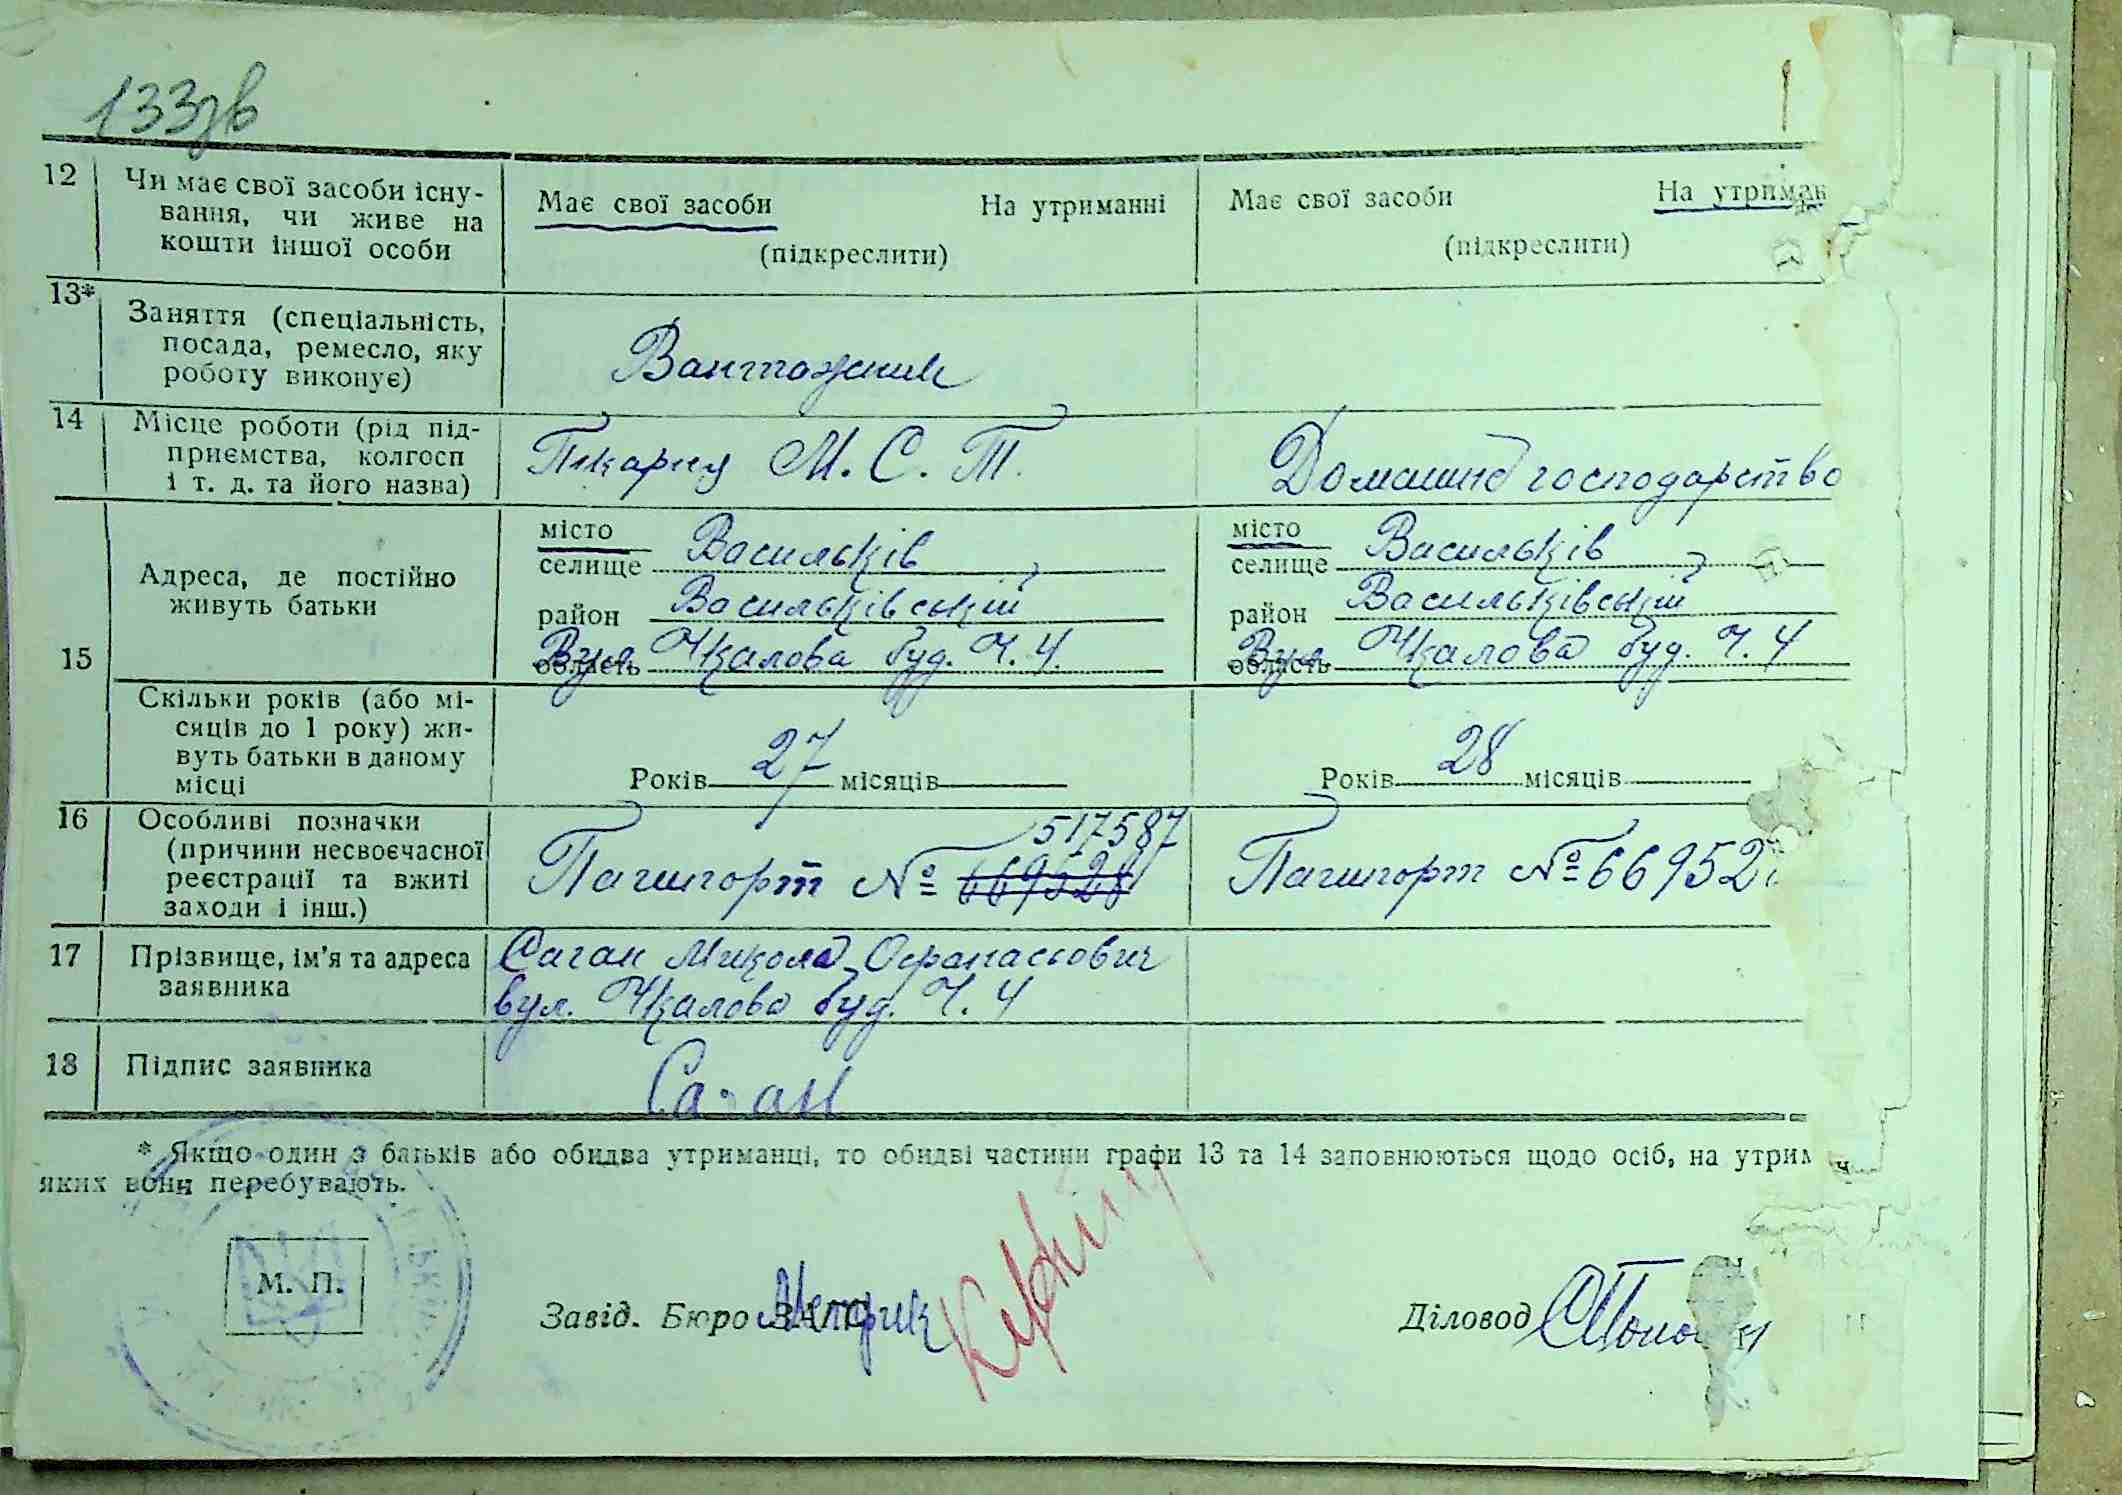 133зв
12 Чи має свої засоби існу-
вання, чи живе на
кошти іншої особи
Має свої засоби На утриманні
(підкреслити)
Має свої засоби На утриман
(підкреслити)
13* Заняття (спеціальність,
посада, ремесло, яку
роботу виконує)
Вантажник
14 Місце роботи (рід під-
приємства, колгосп
і т. д. та його назва)
Пекарня М. С. Т.
Домашнє господарство
15 Адреса, де постійно
живуть батьки
місто
селище Васильків
район Васильківський
область Вул. Чкалова буд. Ч. 4
місто
селище Васильків
район Васильківський
область Вул. Чкалова буд. Ч. 4
Скільки років (або мі-
сяців до 1 року) жи-
вуть батьки в даному
місці
Років 27 місяців
Років 28 місяців
16 Особливі позначки
(причини несвоєчасної
реєстрації та вжиті
заходи і інш.)
517587
Пашпорт № 669528
Пашпорт № 66952
17 Прізвище, ім'я та адреса
заявника
Саган Микола Офанасович
вул. Чкалова буд. Ч. 4
18 Підпис заявника
Саган
* Якщо один з батьків або обидва утриманці, то обидві частини графи 13 та 14 заповнюються щодо осіб, на утрим
яких вони перебувають.
М. П.
Завід. Бюро ЗАГС
Діловод